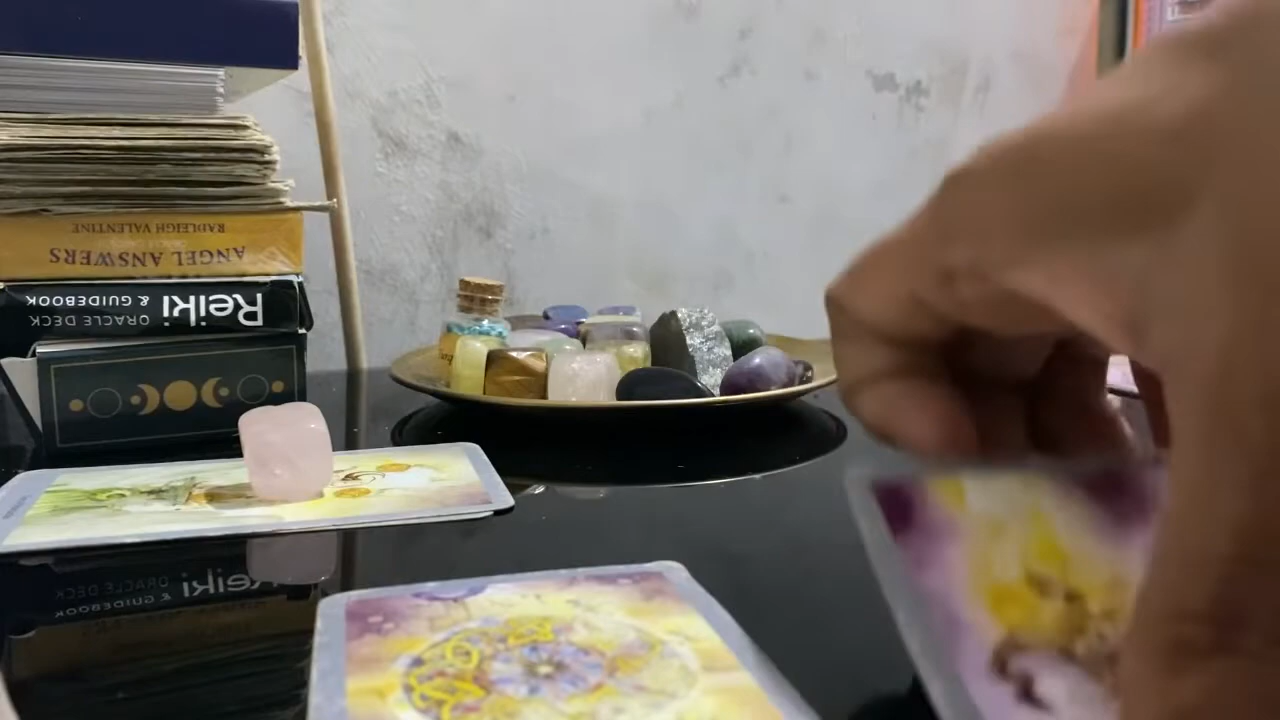 RADLEIGH VALENTINE
ANGEL ANSWERS
ORACLE DECK
& GUIDEBOOK
Reiki